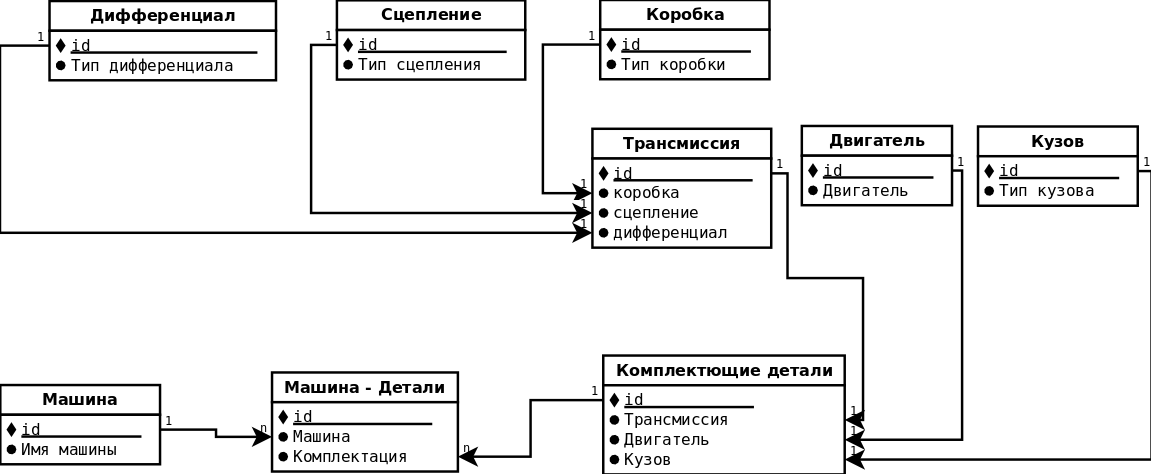 Дифференциал
1
id
Тип дифференциала
Сцепление
1
id
Тип сцепления
Коробка
1
id
Тип коробки
Трансмиссия
1
id
1
коробка
1
сцепление
1
дифференциал
Двигатель
1
id
Двигатель
Кузов
1
id
Тип кузова
Машина
1
id
Имя машины
Машина - Детали
n
id
Машина
n
Комплектация
Комплектющие детали
1
id
1
Трансмиссия
1
Двигатель
1
Кузов